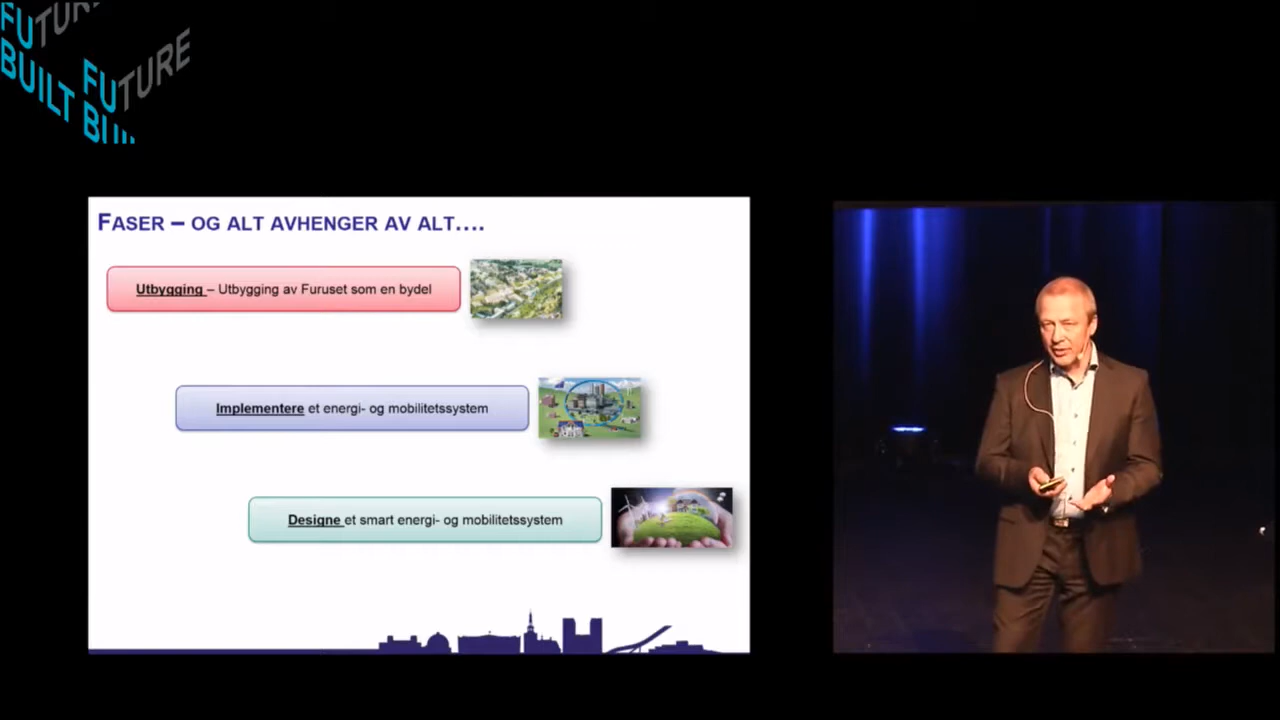 FUTURE
BUILT
FUTURE
FASER – OG ALT AVHENGER AV ALT....
Utbygging – Utbygging av Furuset som en bydel
Implementere et energi- og mobilitetssystem
Designe et smart energi- og mobilitetssystem